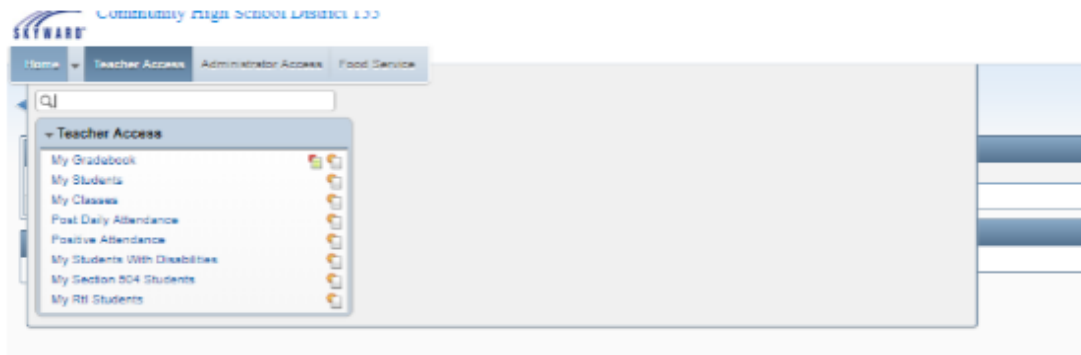 Community High School District 155
SKYWARD
Home Teacher Access Administrator Access Food Service
Teacher Access
My Gradebook
My Students
My Classes
Post Daily Attendance
Positive Attendance
My Students With Disabilities
My Section 504 Students
My RtI Students